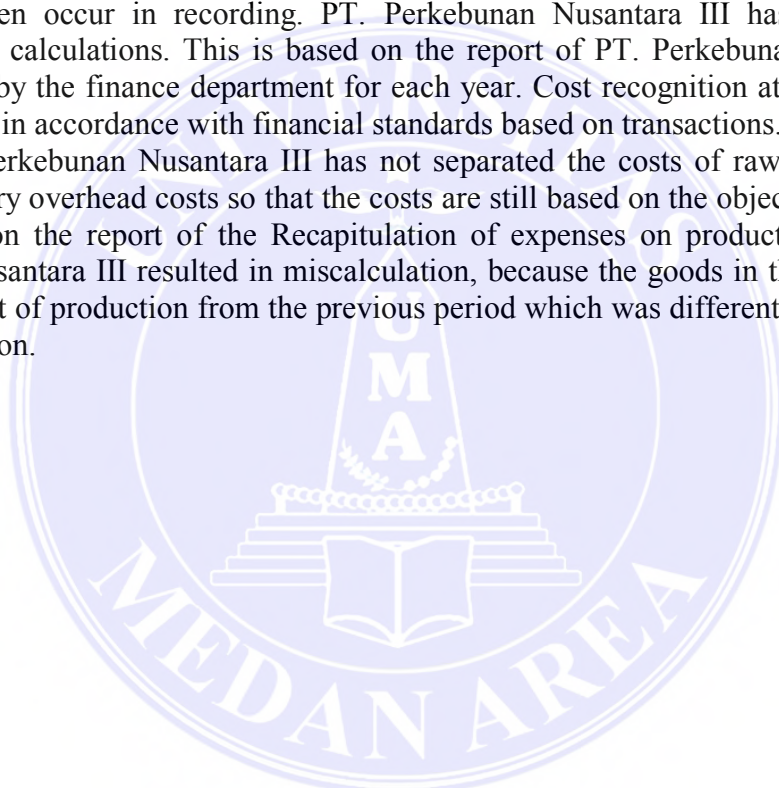 en occur in recording. PT. Perkebunan Nusantara III ha
calculations. This is based on the report of PT. Perkebuna
by the finance department for each year. Cost recognition at
in accordance with financial standards based on transactions.
erkebunan Nusantara III has not separated the costs of raw
ry overhead costs so that the costs are still based on the objec
on the report of the Recapitulation of expenses on product
santara III resulted in miscalculation, because the goods in t
t of production from the previous period which was different
on.
UNIVERSITAS
UMA
MEDAN AREA